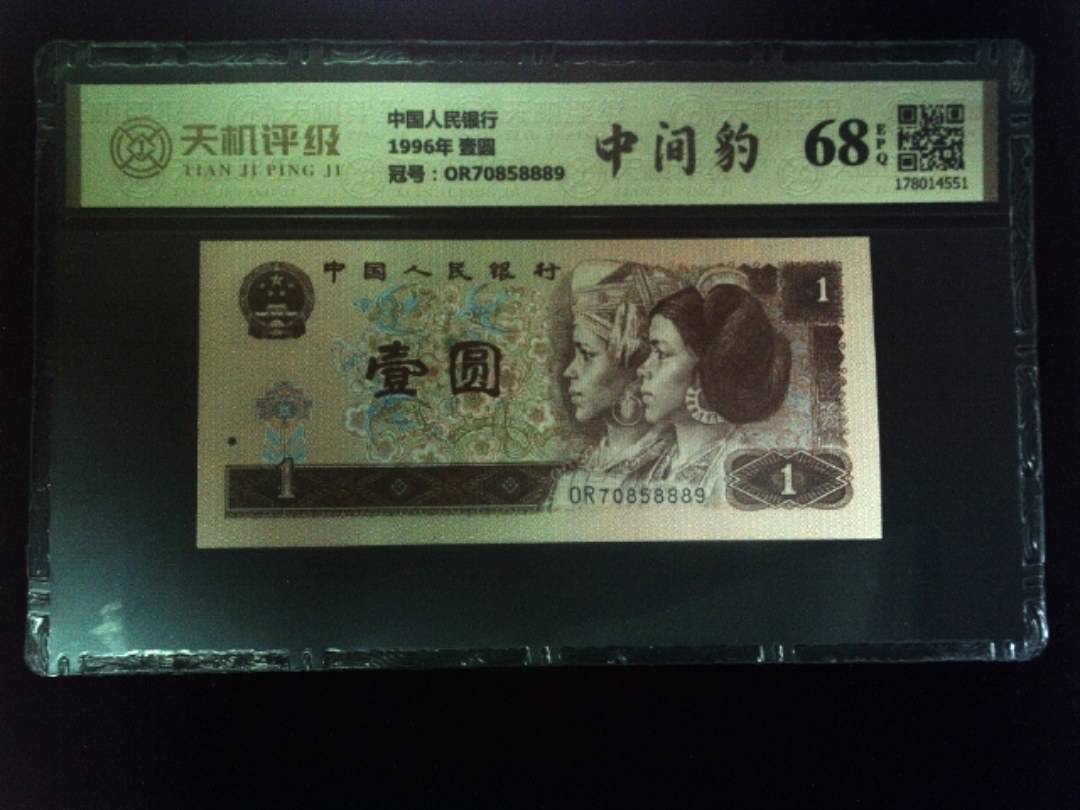 天机评级
TIAN JI PING JI
中国人民银行
1996年 壹圆
冠号：OR70858889
中间豹
68
EPQ
178014551
中国人民银行
1
壹圆
1
OR70858889
1